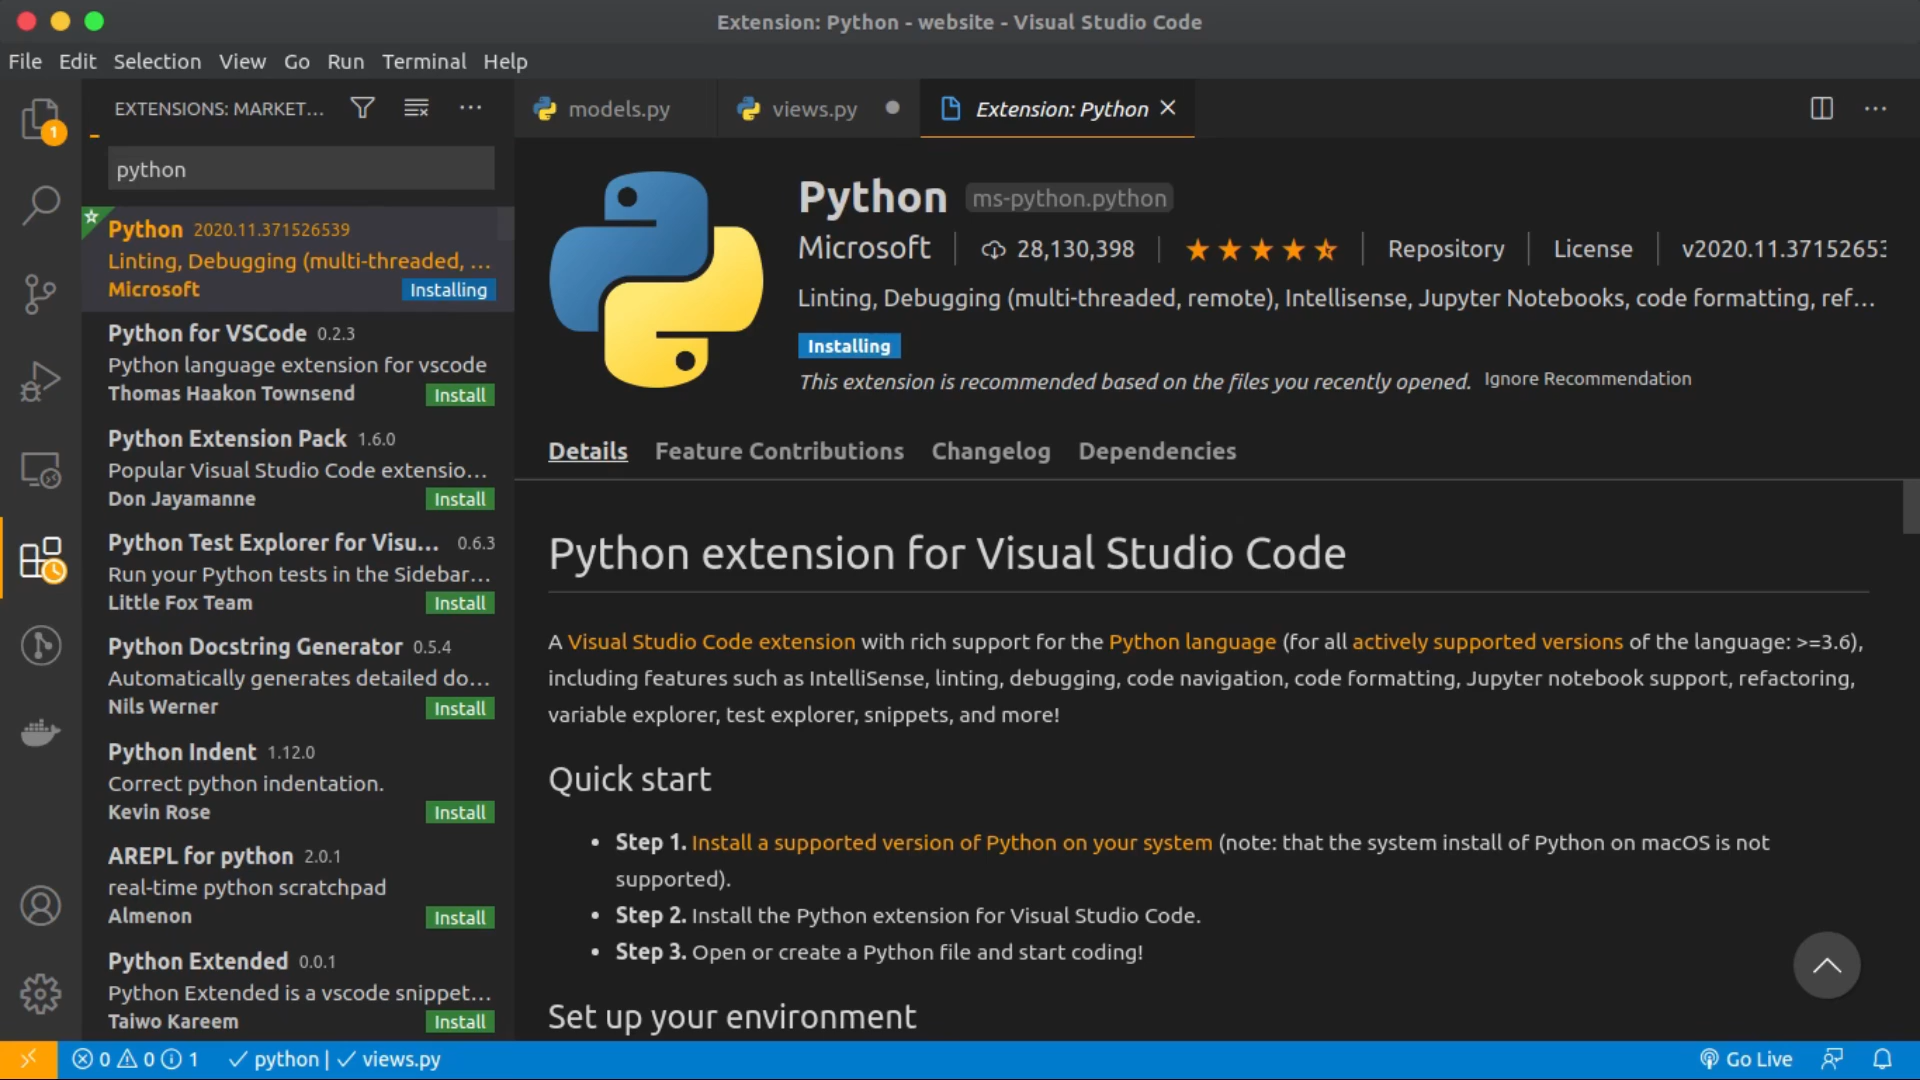 Extension: Python - website - Visual Studio Code
File Edit Selection View Go Run Terminal Help
EXTENSIONS: MARKET...
1
python
Python 2020.11.371526539
Linting, Debugging (multi-threaded, ...
Microsoft Installing
Python for VSCode 0.2.3
Python language extension for vscode
Thomas Haakon Townsend Install
Python Extension Pack 1.6.0
Popular Visual Studio Code extensio...
Don Jayamanne Install
Python Test Explorer for Visu... 0.6.3
Run your Python tests in the Sidebar...
Little Fox Team Install
Python Docstring Generator 0.5.4
Automatically generates detailed do...
Nils Werner Install
Python Indent 1.12.0
Correct python indentation.
Kevin Rose Install
AREPL for python 2.0.1
real-time python scratchpad
Almenon Install
Python Extended 0.0.1
Python Extended is a vscode snippet...
Taiwo Kareem Install
models.py views.py Extension: Python
Python ms-python.python
Microsoft 28,130,398 Repository License v2020.11.37152653
Linting, Debugging (multi-threaded, remote), Intellisense, Jupyter Notebooks, code formatting, ref...
Installing
This extension is recommended based on the files you recently opened. Ignore Recommendation
Details Feature Contributions Changelog Dependencies
Python extension for Visual Studio Code
A Visual Studio Code extension with rich support for the Python language (for all actively supported versions of the language: >=3.6),
including features such as IntelliSense, linting, debugging, code navigation, code formatting, Jupyter notebook support, refactoring,
variable explorer, test explorer, snippets, and more!
Quick start
• Step 1. Install a supported version of Python on your system (note: that the system install of Python on macOS is not
supported).
• Step 2. Install the Python extension for Visual Studio Code.
• Step 3. Open or create a Python file and start coding!
Set up your environment
0 0 1 python | views.py Go Live